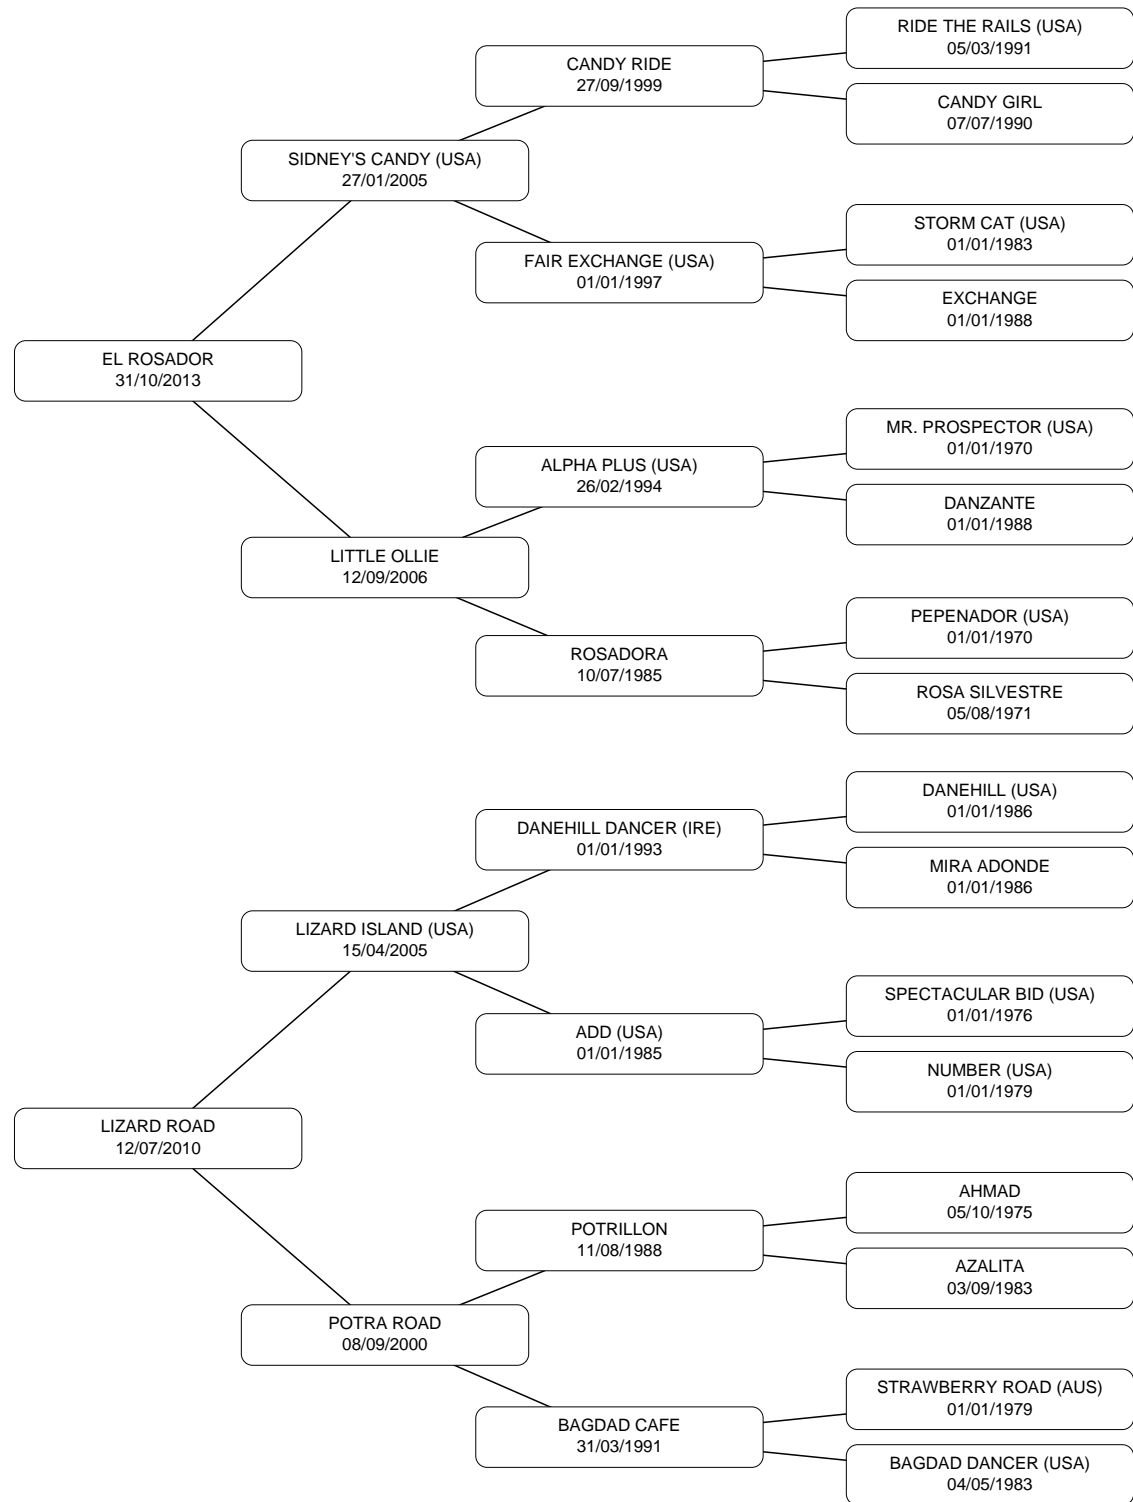 RIDE THE RAILS (USA)
05/03/1991
CANDY RIDE
27/09/1999
CANDY GIRL
07/07/1990
SIDNEY'S CANDY (USA)
27/01/2005
STORM CAT (USA)
01/01/1983
FAIR EXCHANGE (USA)
01/01/1997
EXCHANGE
01/01/1988
EL ROSADOR
31/10/2013
MR. PROSPECTOR (USA)
01/01/1970
ALPHA PLUS (USA)
26/02/1994
DANZANTE
01/01/1988
LITTLE OLLIE
12/09/2006
PEPENADOR (USA)
01/01/1970
ROSADORA
10/07/1985
ROSA SILVESTRE
05/08/1971
DANEHILL (USA)
01/01/1986
DANEHILL DANCER (IRE)
01/01/1993
MIRA ADONDE
01/01/1986
LIZARD ISLAND (USA)
15/04/2005
SPECTACULAR BID (USA)
01/01/1976
ADD (USA)
01/01/1985
NUMBER (USA)
01/01/1979
LIZARD ROAD
12/07/2010
AHMAD
05/10/1975
POTRILLON
11/08/1988
AZALITA
03/09/1983
POTRA ROAD
08/09/2000
STRAWBERRY ROAD (AUS)
01/01/1979
BAGDAD CAFE
31/03/1991
BAGDAD DANCER (USA)
04/05/1983